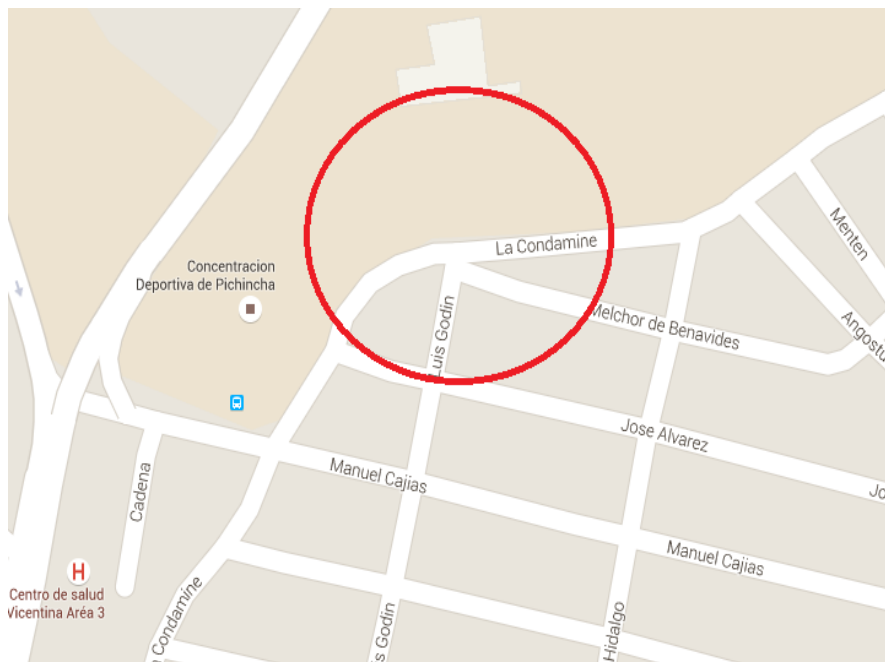 La Condamine
Menten
Concentracion
Deportiva de Pichincha
Luis Godin
Melchor de Benavides
Angostu
Jose Alvarez
Manuel Cajias
Jo
Cadena
Manuel Cajias
H
Centro de salud
Vicentina Aréa 3
Condamine
is Godin
Hidalgo